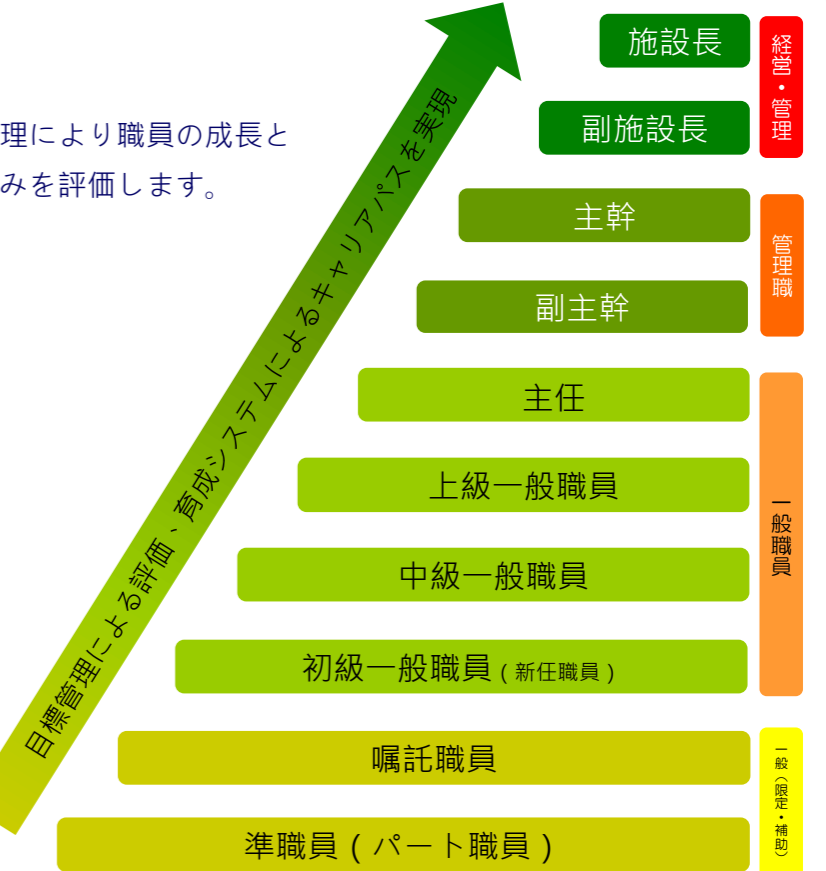 施設長
経営・管理
副施設長
理により職員の成長と
みを評価します。
目標管理による評価、育成システムによるキャリアパスを実現
主幹
管理職
副主幹
主任
上級一般職員
一般職員
中級一般職員
初級一般職員(新任職員)
嘱託職員
一般(限定・補助)
準職員(パート職員)